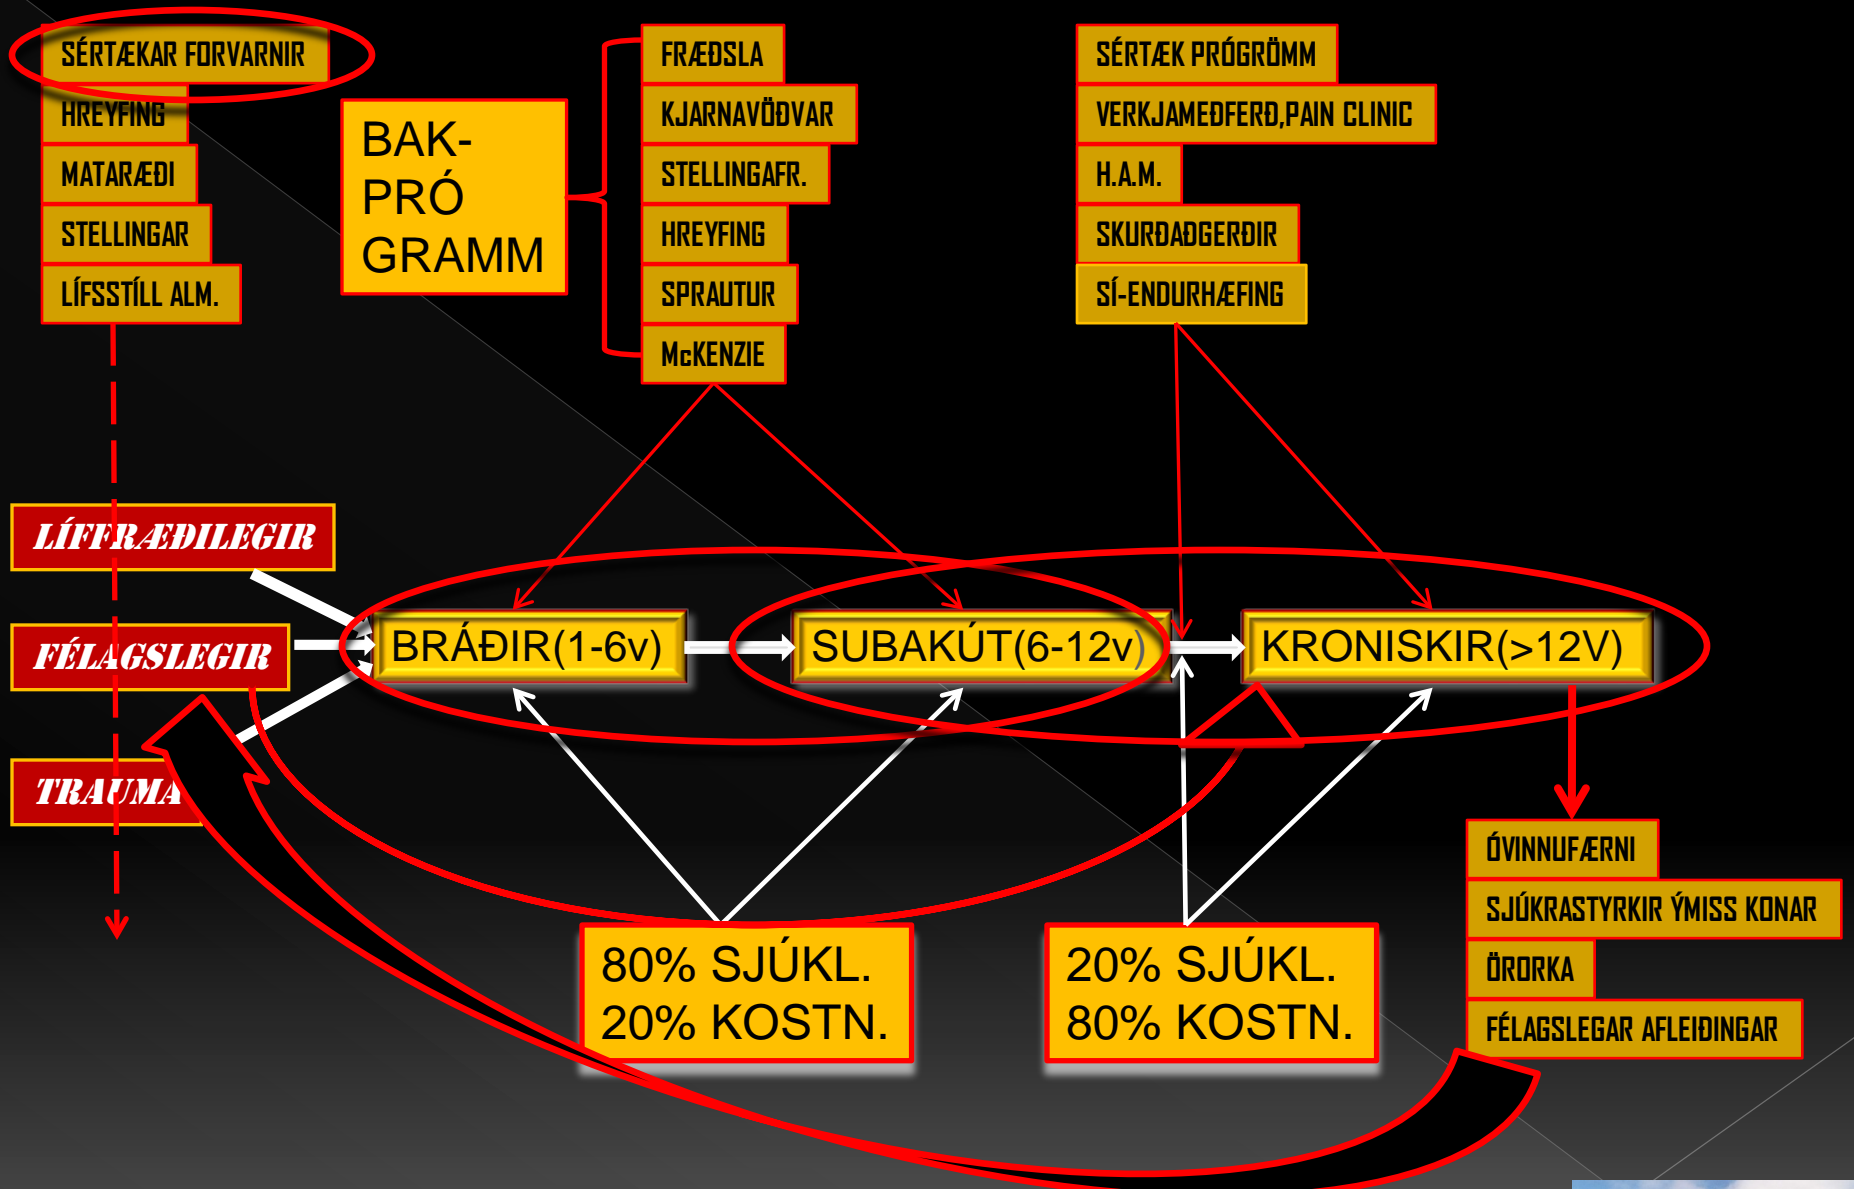 SÉRTÆKAR FORVARNIR
HREYFING
MATARÆÐI
STELLINGAR
LÍFSSTÍLL ALM.
BAK-
PRÓ
GRAMM
FRÆÐSLA
KJARNAVÖÐVAR
STELLINGAFR.
HREYFING
SPRAUTUR
McKENZIE
SÉRTÆK PRÓGRÖMM
VERKJAMEÐFERÐ,PAIN CLINIC
H.A.M.
SKURÐAÐGERÐIR
SÍ-ENDURHÆFING
LÍFFRÆÐILEGIR
FÉLAGSLEGIR
TRAUMA
BRÁÐIR(1-6v)
SUBAKÚT(6-12v)
KRONISKIR(>12V)
80% SJÚKL.
20% KOSTN.
20% SJÚKL.
80% KOSTN.
ÓVINNUFÆRNI
SJÚKRASTYRKIR ÝMISS KONAR
ÖRORKA
FÉLAGSLEGAR AFLEIÐINGAR